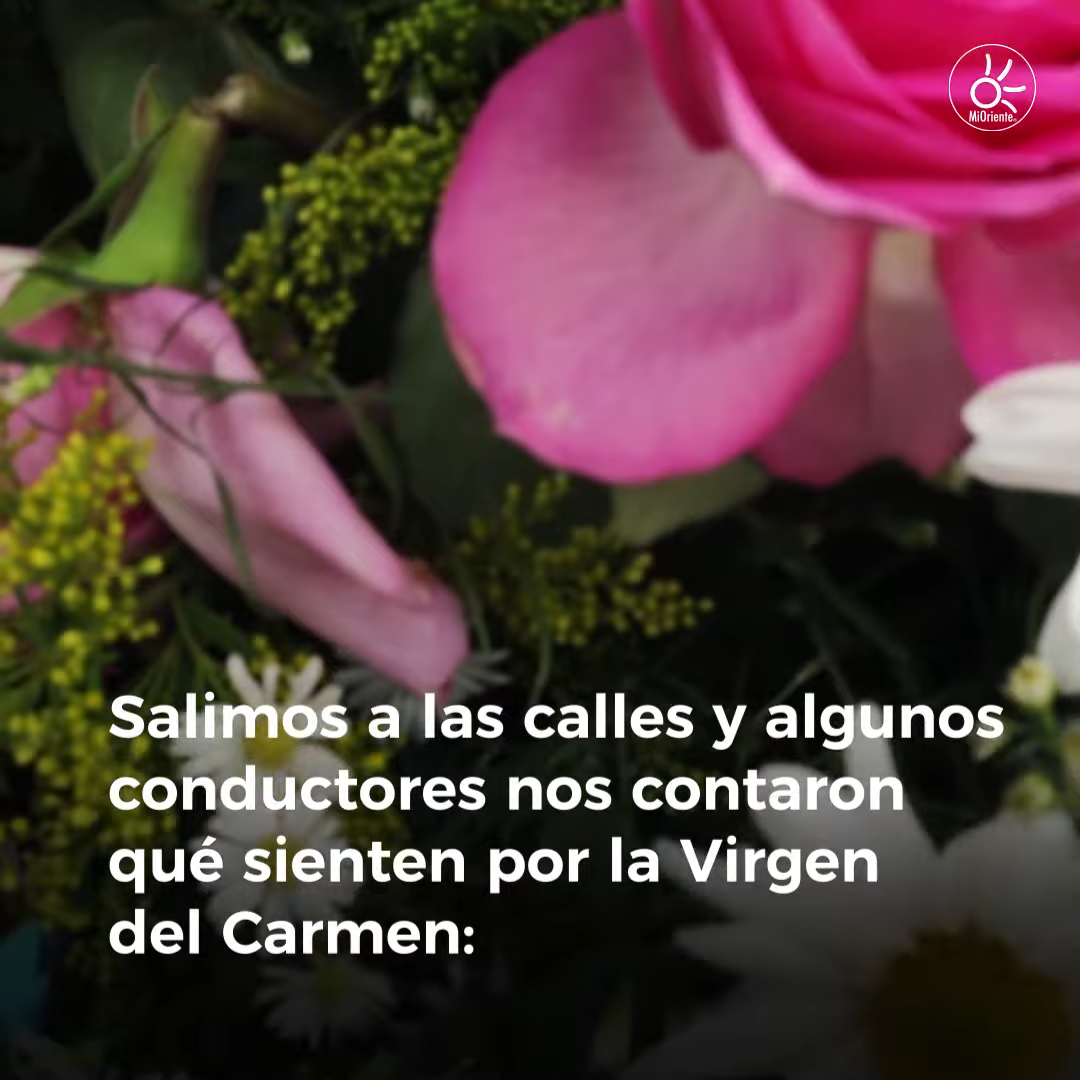 MiOriente
Salimos a las calles y algunos
conductores nos contaron
qué sienten por la Virgen
del Carmen: